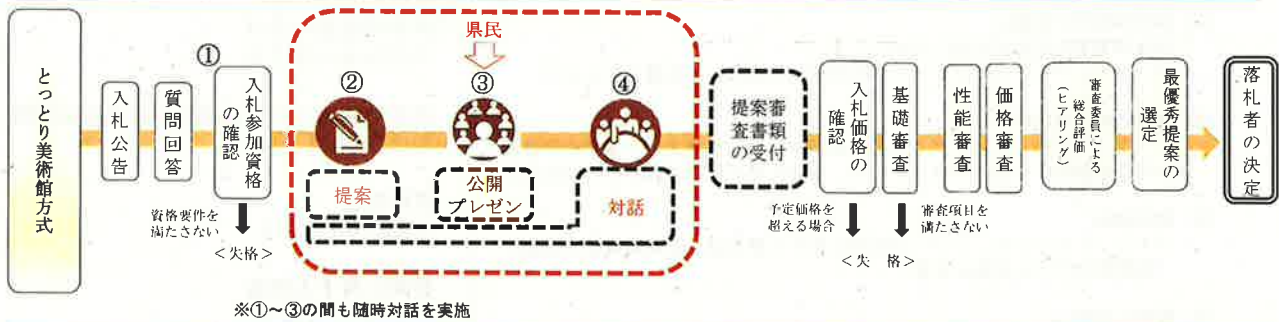 とっとり美術館方式
入札公告
質問回答
①
入札参加資格
の確認
資格要件を
満たさない
<失格>
県民
②
提案
③
公開
プレゼン
④
対話
提案審
査書類
の受付
入札価格の
確認
予定価格を
超える場合
基礎審査
審査項目を
満たさない
<失 格>
性能審査
価格審査
審査委員による
総合評価
(ヒアリング)
最優秀提案の
選定
落札者の決定
※①~③の間も随時対話を実施